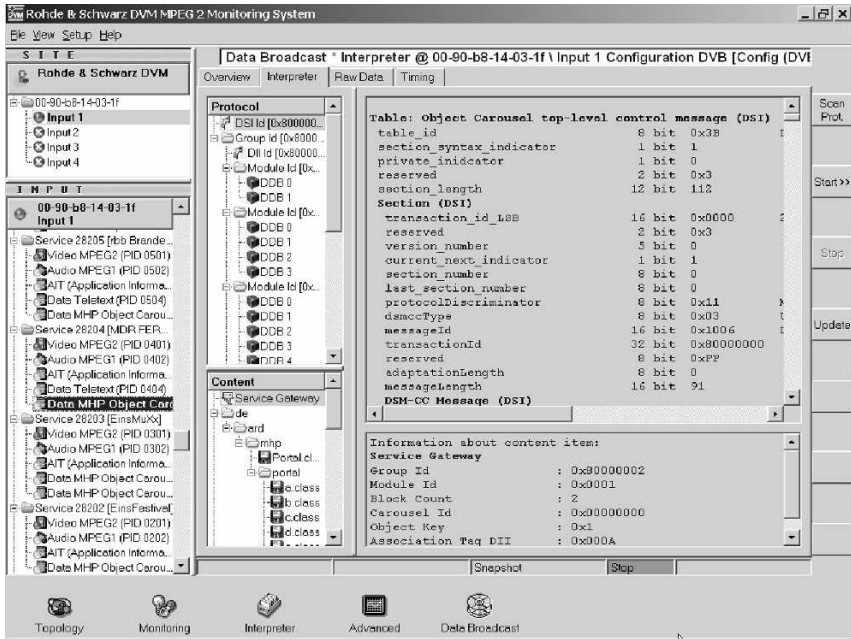 Rohde & Schwarz DVM MPEG 2 Monitoring System
File View Setup Help
SITE
Rohde & Schwarz DVM
00-90-b8-14-03-1f
Input 1
Input 2
Input 3
Input 4
INPUT
00-90-b8-14-03-1f
Input 1
Service 28205 [rbb Brande...
Video MPEG2 (PID 0501)
Audio MPEG1 (PID 0502)
AIT (Application Informa...
Data Teletext (PID 0504)
Data MHP Object Carou...
Service 28204 [MDR FER...
Video MPEG2 (PID 0401)
Audio MPEG1 (PID 0402)
AIT (Application Informa...
Data Teletext (PID 0404)
Data MHP Object Caro
Service 28203 [EinsMuXx]
Video MPEG2 (PID 0301)
Audio MPEG1 (PID 0302)
AIT (Application Informa...
Data MHP Object Carou...
Data MHP Object Carou...
Service 28202 [EinsFestival]
Video MPEG2 (PID 0201)
Audio MPEG1 (PID 0202)
AIT (Application Informa...
Data MHP Object Carou...
Data Broadcast * Interpreter @ 00-90-b8-14-03-1f \ Input 1 Configuration DVB [Config (DVB
Overview Interpreter Raw Data Timing
Protocol
DSI Id [0x800000...
Group Id [0x8000...
DII Id [0x80000...
Module Id [0x...
DDB 0
DDB 1
Module Id [0x...
DDB 0
DDB 1
DDB 2
DDB 3
Module Id [0x...
DDB 0
DDB 1
DDB 2
DDB 3
DDB 4
Content
Service Gateway
de
ard
mhp
Portal.cl...
portal
a.class
b.class
c.class
d.class
Table: Object Carousel top-level control message (DSI)
table_id 8 bit 0x3B
section_syntax_indicator 1 bit 1
private_inidcator 1 bit 0
reserved 2 bit 0x3
section_length 12 bit 112
Section (DSI)
transaction_id_LSB 16 bit 0x0000
reserved 2 bit 0x3
version_number 5 bit 0
current_next_indicator 1 bit 1
section_number 8 bit 0
last_section_number 8 bit 0
protocolDiscriminator 8 bit 0x11
dsmccType 8 bit 0x03
messageId 16 bit 0x1006
transactionId 32 bit 0x80000000
reserved 8 bit 0xFF
adaptationLength 8 bit 0
messageLength 16 bit 91
DSM-CC Message (DSI)
Information about content item:
Service Gateway
Group Id : 0x80000002
Module Id : 0x0001
Block Count : 2
Carousel Id : 0x00000000
Object Key : 0x1
Association Tag DII : 0x000A
Scan Prot.
Start >>
Stop
Update
Snapshot Stop
Topology Monitoring Interpreter Advanced Data Broadcast